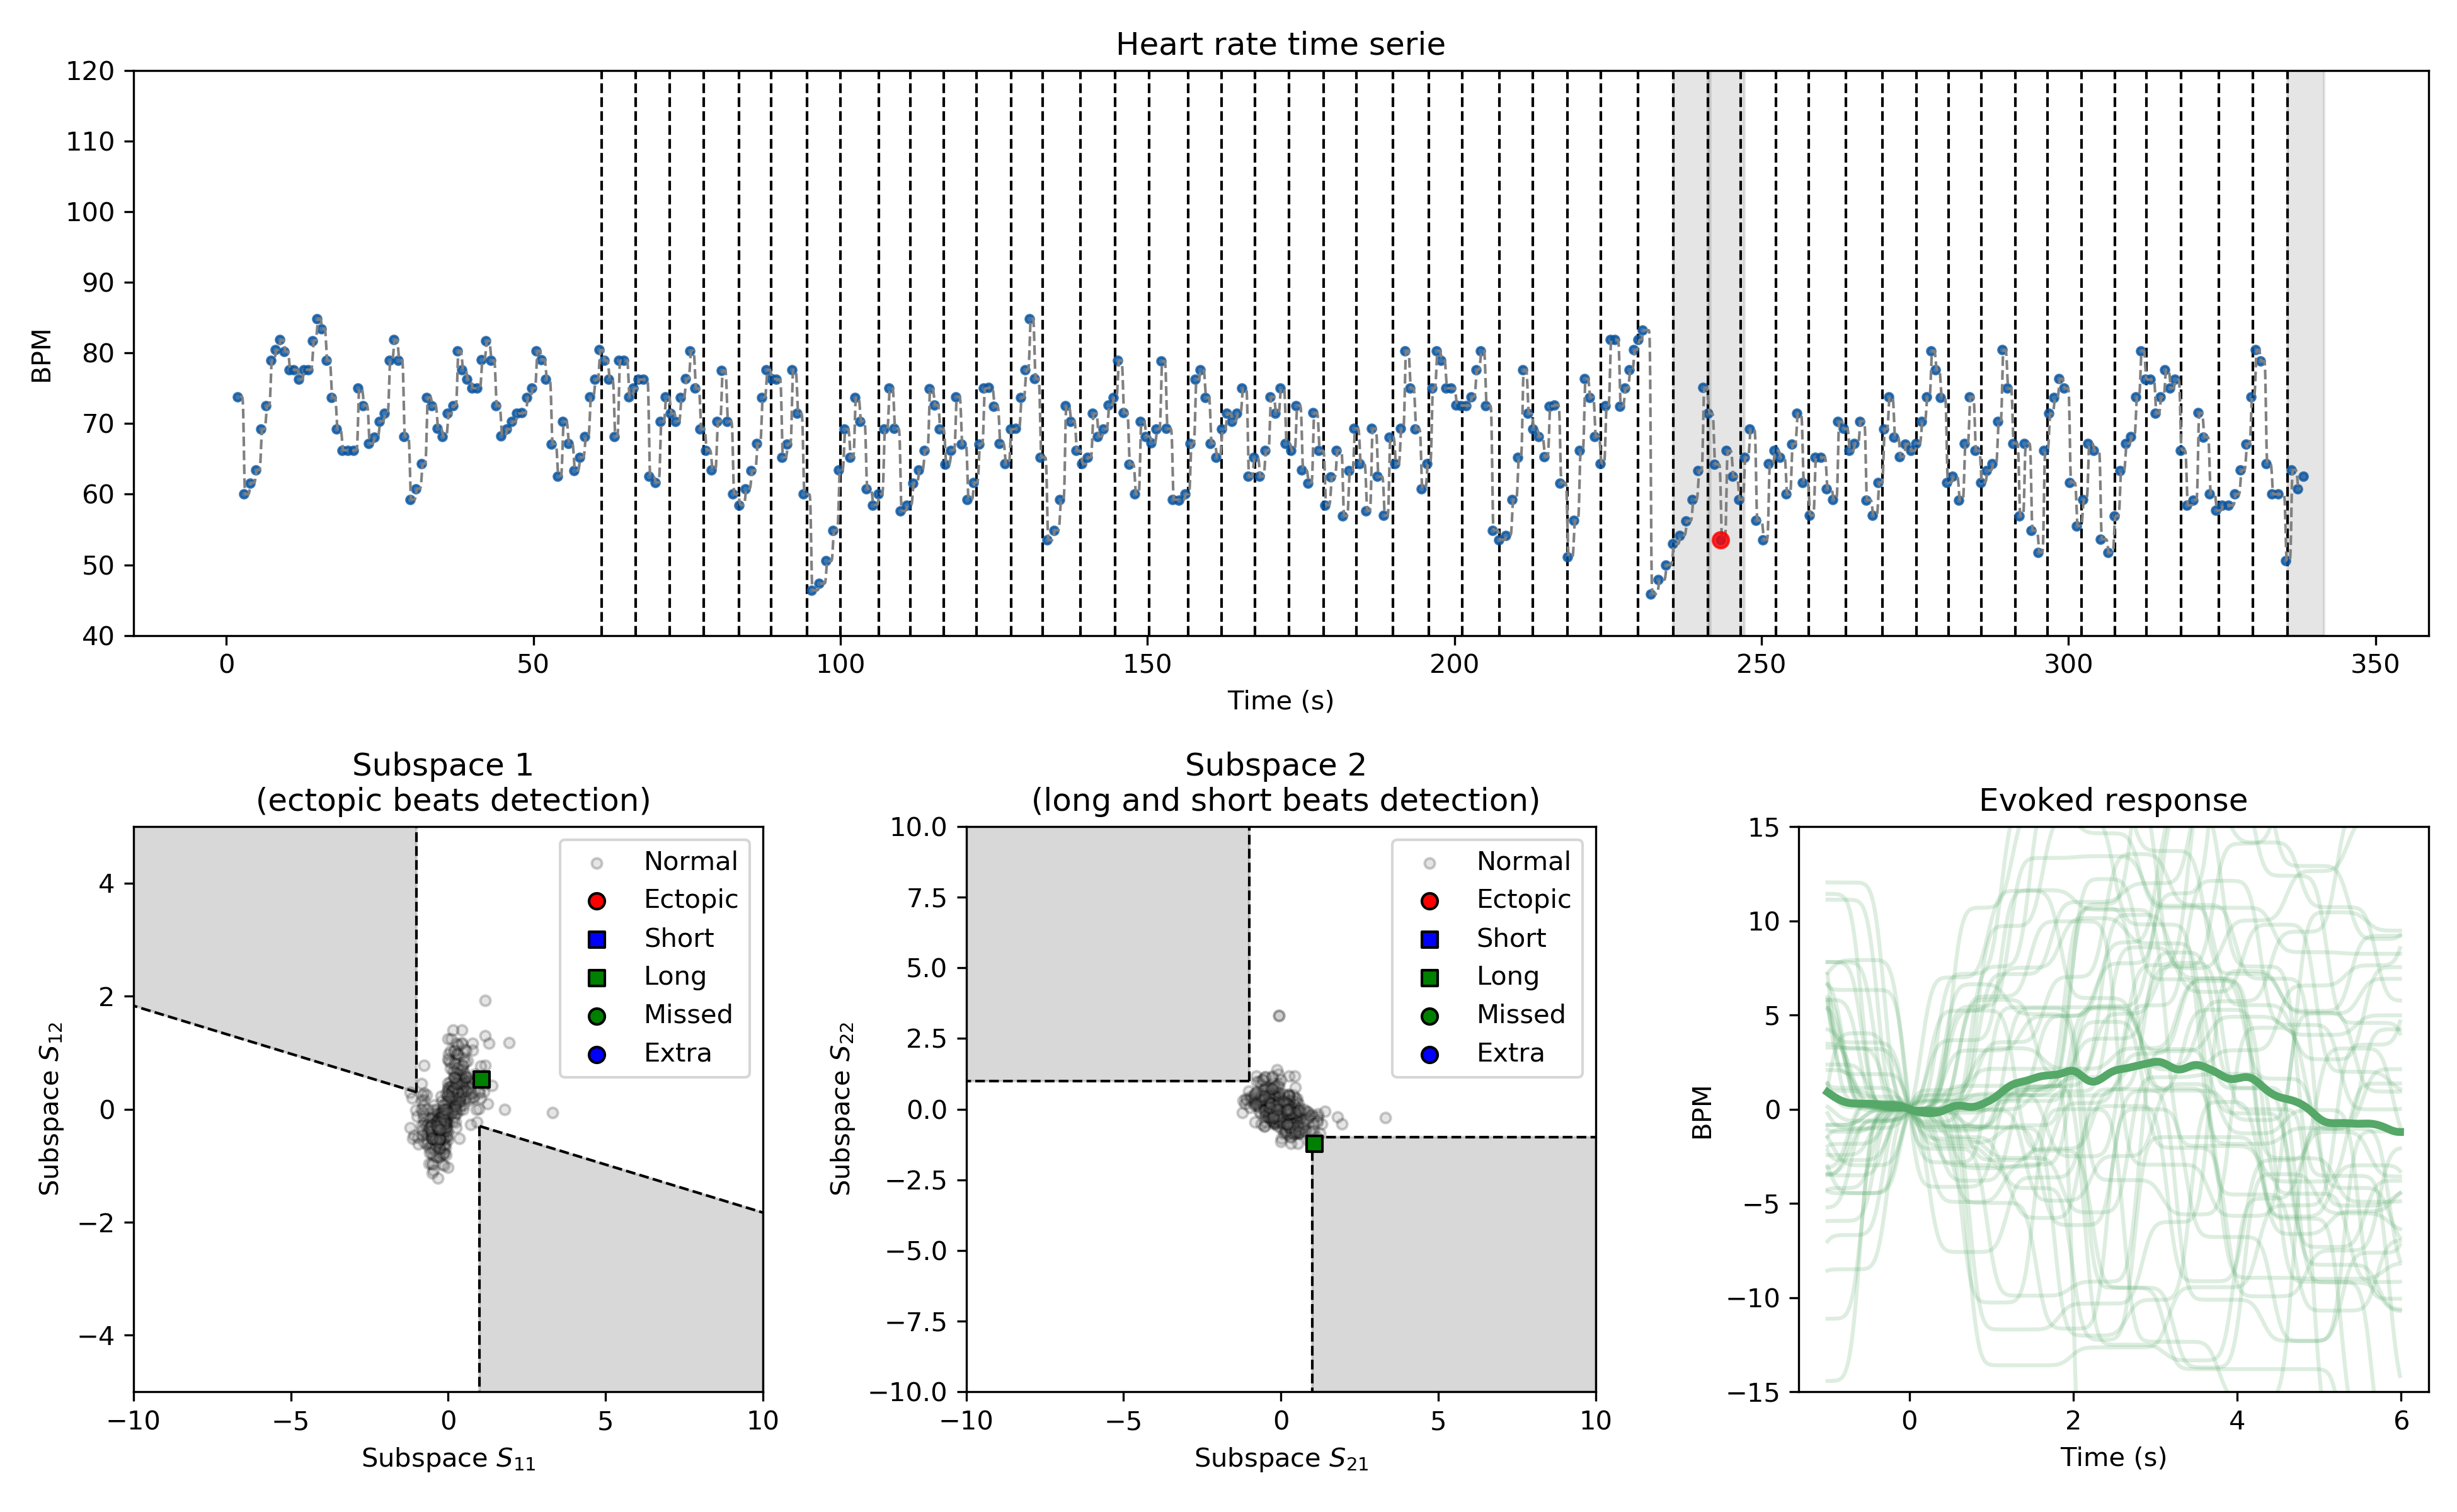 Heart rate time serie
120
110
100
90
80
70
60
50
40
BPM
0 50 100 150 200 250 300 350
Time (s)
Subspace 1
(ectopic beats detection)
4
2
0
−2
−4
Subspace S₁₂
Normal
Ectopic
Short
Long
Missed
Extra
−10 −5 0 5 10
Subspace S₁₁
Subspace 2
(long and short beats detection)
10.0
7.5
5.0
2.5
0.0
−2.5
−5.0
−7.5
−10.0
Subspace S₂₂
Normal
Ectopic
Short
Long
Missed
Extra
−10 −5 0 5 10
Subspace S₂₁
Evoked response
15
10
5
0
−5
−10
−15
BPM
0 2 4 6
Time (s)